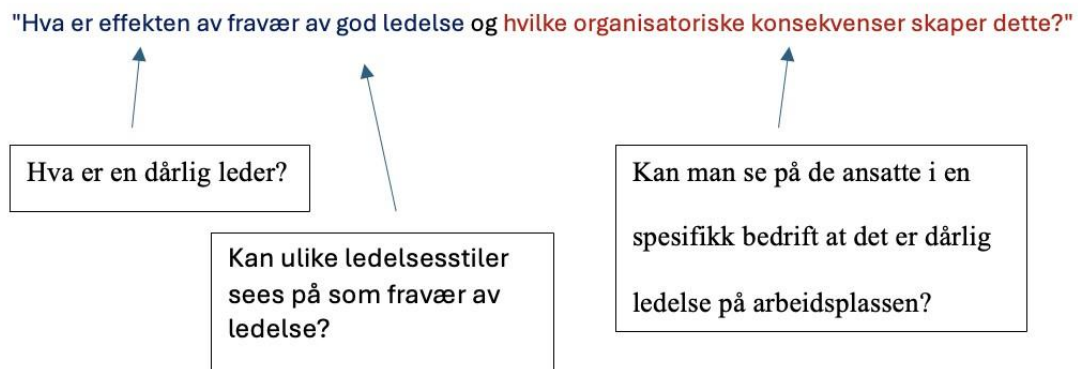 "Hva er effekten av fravær av god ledelse og hvilke organisatoriske konsekvenser skaper dette?"
Hva er en dårlig leder?
Kan ulike ledelsesstiler
sees på som fravær av
ledelse?
Kan man se på de ansatte i en
spesifikk bedrift at det er dårlig
ledelse på arbeidsplassen?